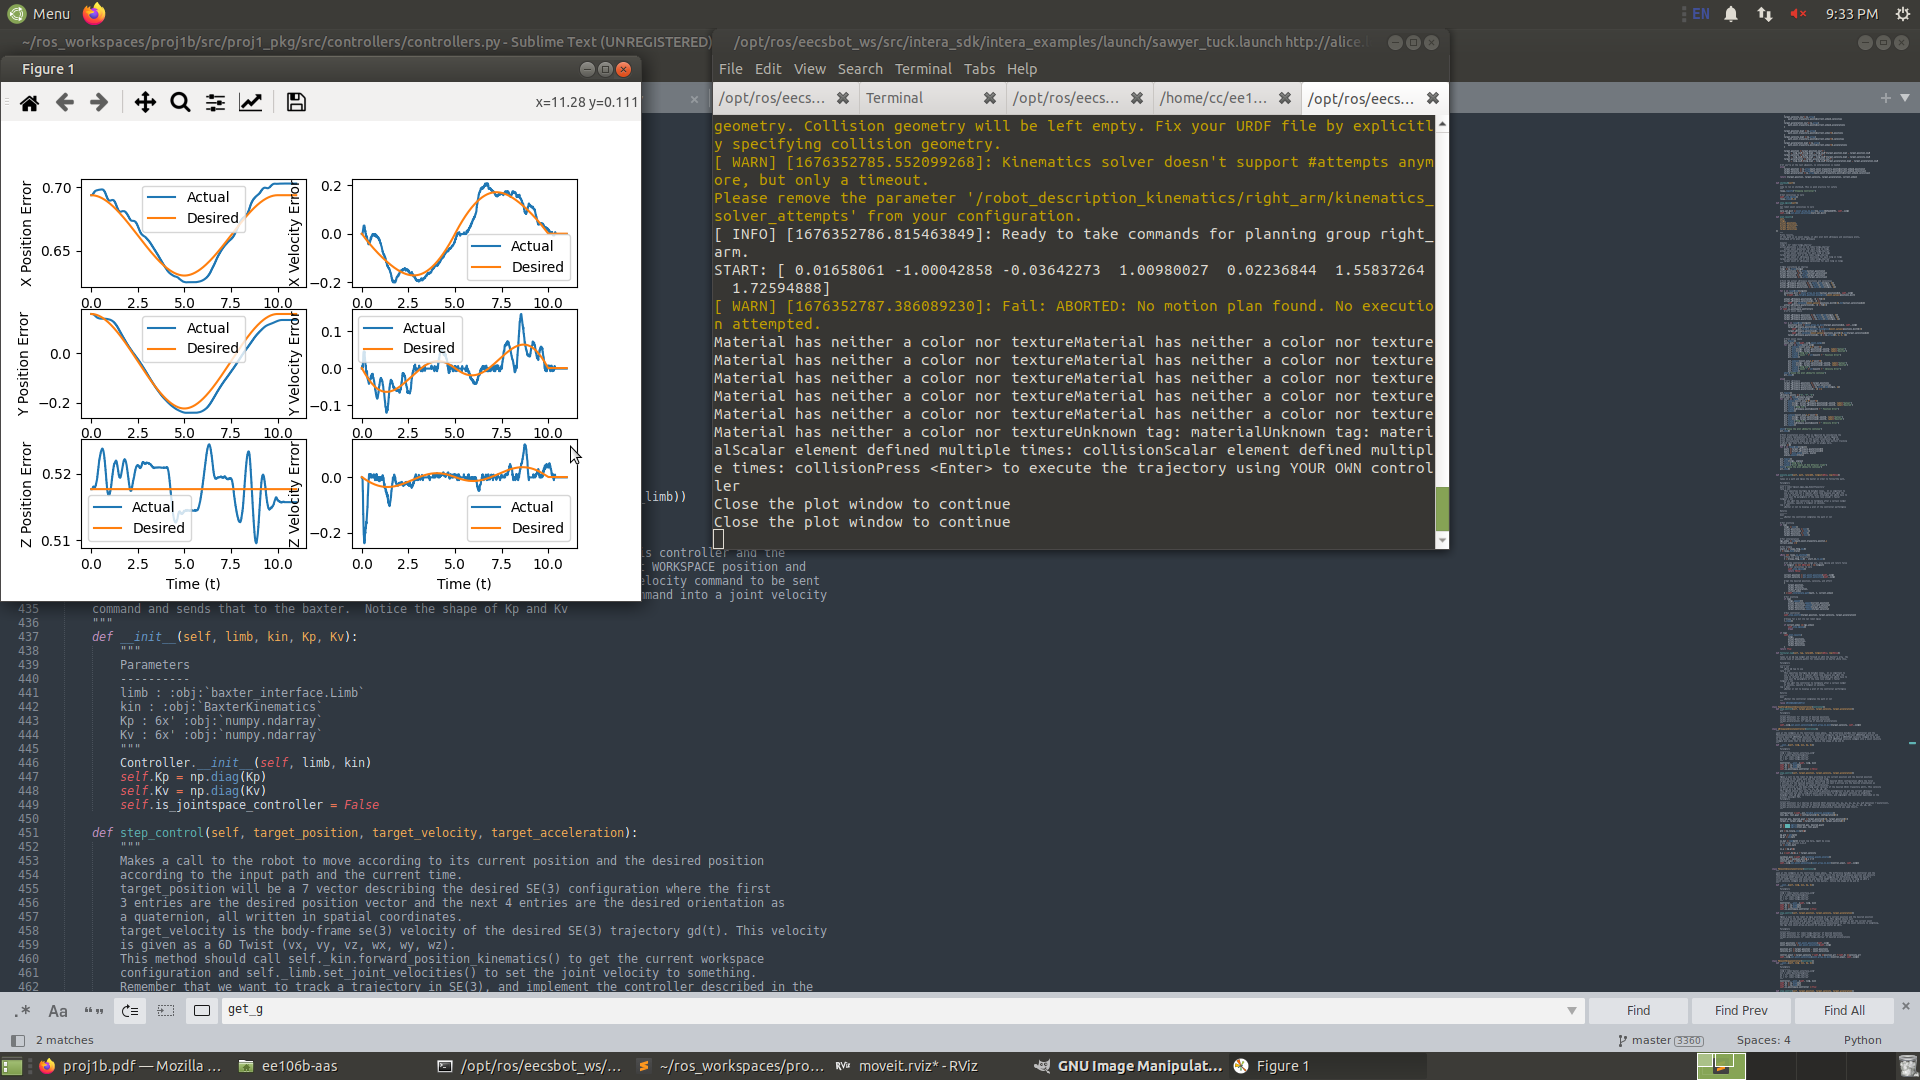 Menu
EN
9:33 PM
~/ros_workspaces/proj1b/src/proj1_pkg/src/controllers/controllers.py - Sublime Text (UNREGISTERED)
/opt/ros/eecsbot_ws/src/intera_sdk/intera_examples/launch/sawyer_tuck.launch http://alice.
Figure 1
x=11.28 y=0.111
X Position Error
0.70
0.65
Actual
Desired
0.0 2.5 5.0 7.5 10.0
X Velocity Error
0.2
0.0
−0.2
Actual
Desired
0.0 2.5 5.0 7.5 10.0
Y Position Error
0.0
−0.2
Actual
Desired
0.0 2.5 5.0 7.5 10.0
Y Velocity Error
0.1
0.0
−0.1
Actual
Desired
0.0 2.5 5.0 7.5 10.0
Z Position Error
0.52
0.51
Actual
Desired
0.0 2.5 5.0 7.5 10.0
Time (t)
Z Velocity Error
0.0
−0.2
Actual
Desired
0.0 2.5 5.0 7.5 10.0
Time (t)
File Edit View Search Terminal Tabs Help
/opt/ros/eecs...
Terminal
/opt/ros/eecs...
/home/cc/ee1...
/opt/ros/eecs...
geometry. Collision geometry will be left empty. Fix your URDF file by explicitl
y specifying collision geometry.
[ WARN] [1676352785.552099268]: Kinematics solver doesn't support #attempts anym
ore, but only a timeout.
Please remove the parameter '/robot_description_kinematics/right_arm/kinematics_
solver_attempts' from your configuration.
[ INFO] [1676352786.815463849]: Ready to take commands for planning group right_
arm.
START: [ 0.01658061 -1.00042858 -0.03642273  1.00980027  0.02236844  1.55837264
  1.72594888]
[ WARN] [1676352787.386089230]: Fail: ABORTED: No motion plan found. No executio
n attempted.
Material has neither a color nor textureMaterial has neither a color nor texture
Material has neither a color nor textureMaterial has neither a color nor texture
Material has neither a color nor textureMaterial has neither a color nor texture
Material has neither a color nor textureMaterial has neither a color nor texture
Material has neither a color nor textureMaterial has neither a color nor texture
Material has neither a color nor textureUnknown tag: materialUnknown tag: materi
alScalar element defined multiple times: collisionScalar element defined multipl
e times: collisionPress <Enter> to execute the trajectory using YOUR OWN control
ler
Close the plot window to continue
Close the plot window to continue
limb))
s controller and the
WORKSPACE position and
locity command to be sent
mand into a joint velocity
435 command and sends that to the baxter.  Notice the shape of Kp and Kv
436 """
437 def __init__(self, limb, kin, Kp, Kv):
438 """
439 Parameters
440 ----------
441 limb : :obj:`baxter_interface.Limb`
442 kin : :obj:`BaxterKinematics`
443 Kp : 6x' :obj:`numpy.ndarray`
444 Kv : 6x' :obj:`numpy.ndarray`
445 """
446 Controller.__init__(self, limb, kin)
447 self.Kp = np.diag(Kp)
448 self.Kv = np.diag(Kv)
449 self.is_jointspace_controller = False
450
451 def step_control(self, target_position, target_velocity, target_acceleration):
452 """
453 Makes a call to the robot to move according to its current position and the desired position
454 according to the input path and the current time.
455 target_position will be a 7 vector describing the desired SE(3) configuration where the first
456 3 entries are the desired position vector and the next 4 entries are the desired orientation as
457 a quaternion, all written in spatial coordinates.
458 target_velocity is the body-frame se(3) velocity of the desired SE(3) trajectory gd(t). This velocity
459 is given as a 6D Twist (vx, vy, vz, wx, wy, wz).
460 This method should call self._kin.forward_position_kinematics() to get the current workspace
461 configuration and self._limb.set_joint_velocities() to set the joint velocity to something.
462 Remember that we want to track a trajectory in SE(3), and implement the controller described in the
.* Aa “”
get_g
Find
Find Prev
Find All
2 matches
master 3360
Spaces: 4
Python
proj1b.pdf — Mozilla ...
ee106b-aas
/opt/ros/eecsbot_ws/...
~/ros_workspaces/pro...
RViz moveit.rviz* - RViz
GNU Image Manipulat...
Figure 1